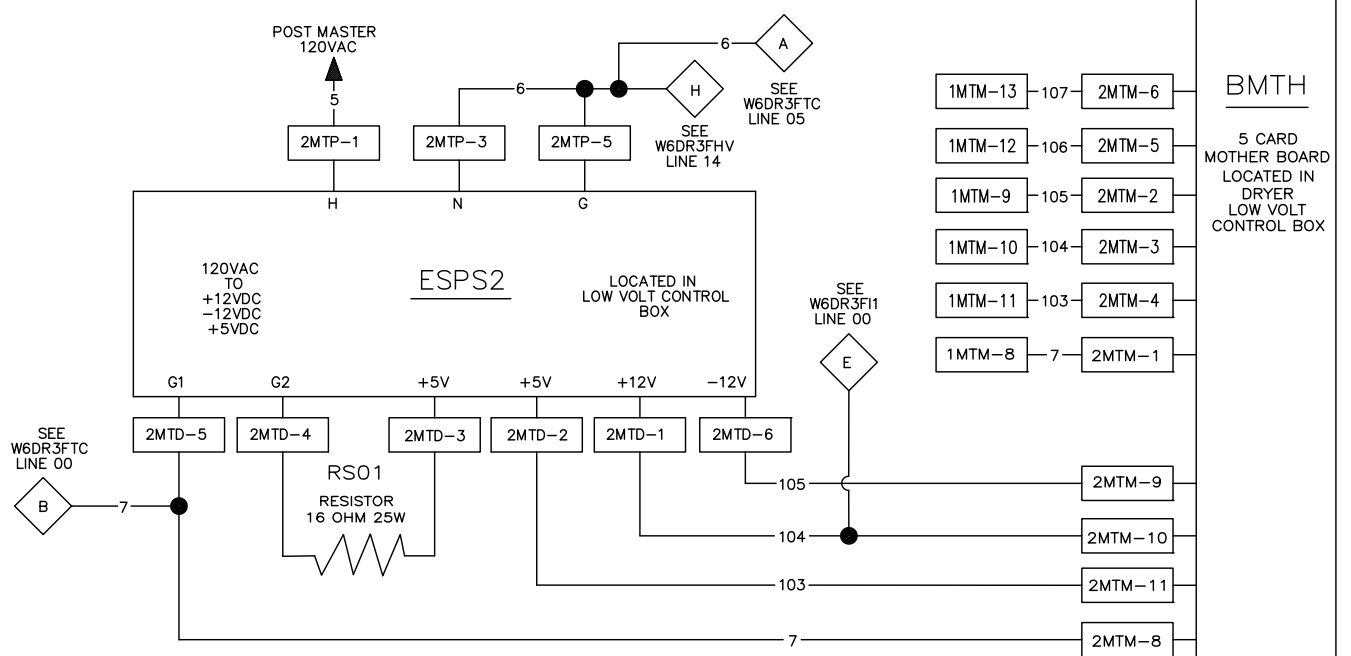 POST MASTER
120VAC
5
2MTP-1
2MTP-3
2MTP-5
6
6
A
SEE
W6DR3FTC
LINE 05
H
SEE
W6DR3FHV
LINE 14
H
N
G
120VAC
TO
+12VDC
-12VDC
+5VDC
ESPS2
LOCATED IN
LOW VOLT CONTROL
BOX
G1
G2
+5V
+5V
+12V
-12V
2MTD-5
2MTD-4
2MTD-3
2MTD-2
2MTD-1
2MTD-6
SEE
W6DR3FTC
LINE 00
B
7
RS01
RESISTOR
16 OHM 25W
SEE
W6DR3FI1
LINE 00
E
1MTM-13
107
2MTM-6
1MTM-12
106
2MTM-5
1MTM-9
105
2MTM-2
1MTM-10
104
2MTM-3
1MTM-11
103
2MTM-4
1MTM-8
7
2MTM-1
BMTH
5 CARD
MOTHER BOARD
LOCATED IN
DRYER
LOW VOLT
CONTROL BOX
105
2MTM-9
104
2MTM-10
103
2MTM-11
7
2MTM-8